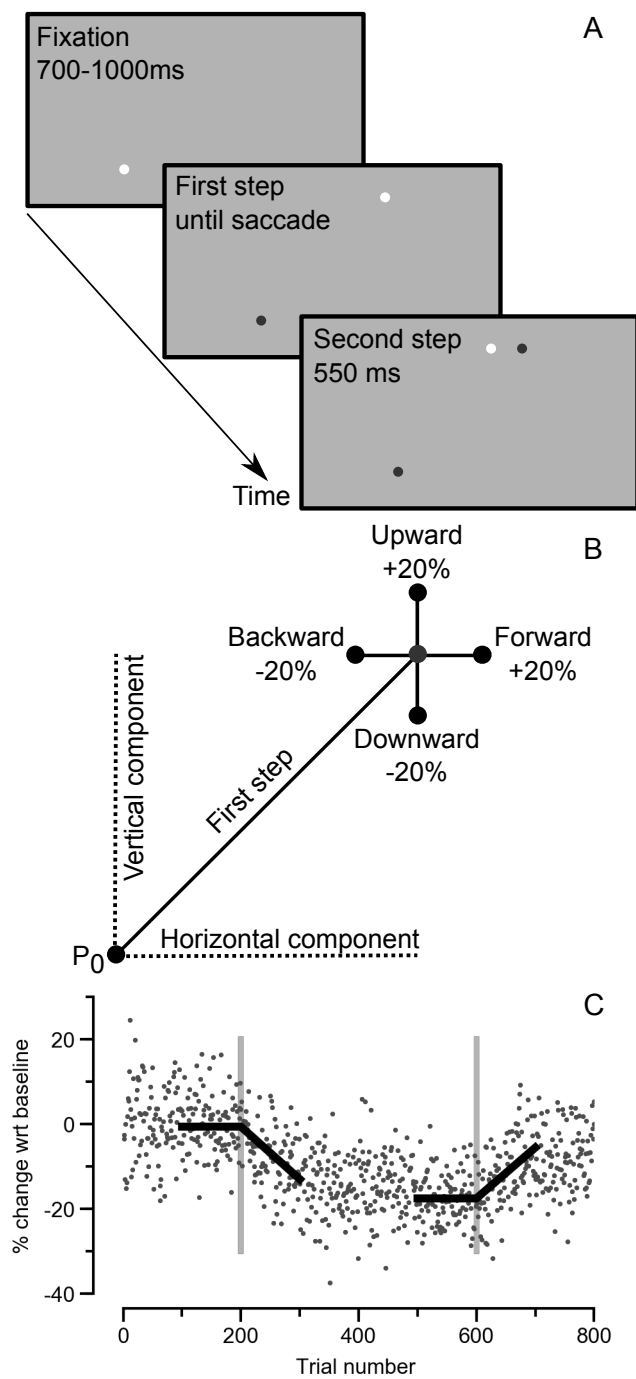 A
Fixation
700-1000ms
First step
until saccade
Second step
550 ms
Time
B
Upward
+20%
Backward
-20%
Forward
+20%
Downward
-20%
Vertical component
First step
P0
Horizontal component
C
% change wrt baseline
20
0
-20
-40
0 200 400 600 800
Trial number